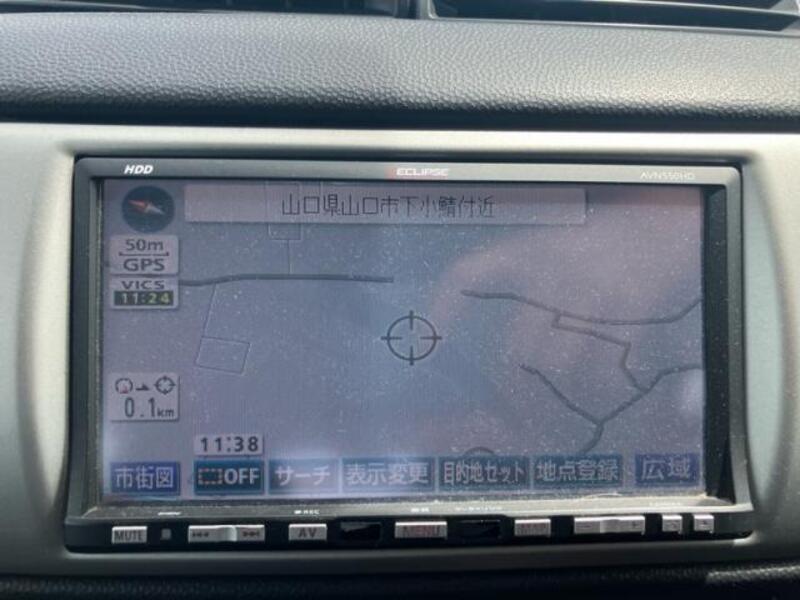 HDD ECLIPSE AVN550HD
山口県山口市下小鯖付近
50m
GPS
VICS
11:24
0.1km
11:38
市街図 OFF サーチ 表示変更 目的地セット 地点登録 広域
REC
MUTE AV MENU